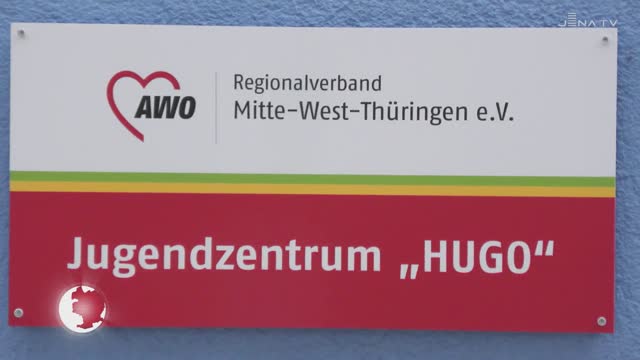 JENA TV
AWO
Regionalverband
Mitte-West-Thüringen e.V.
Jugendzentrum „HUGO“